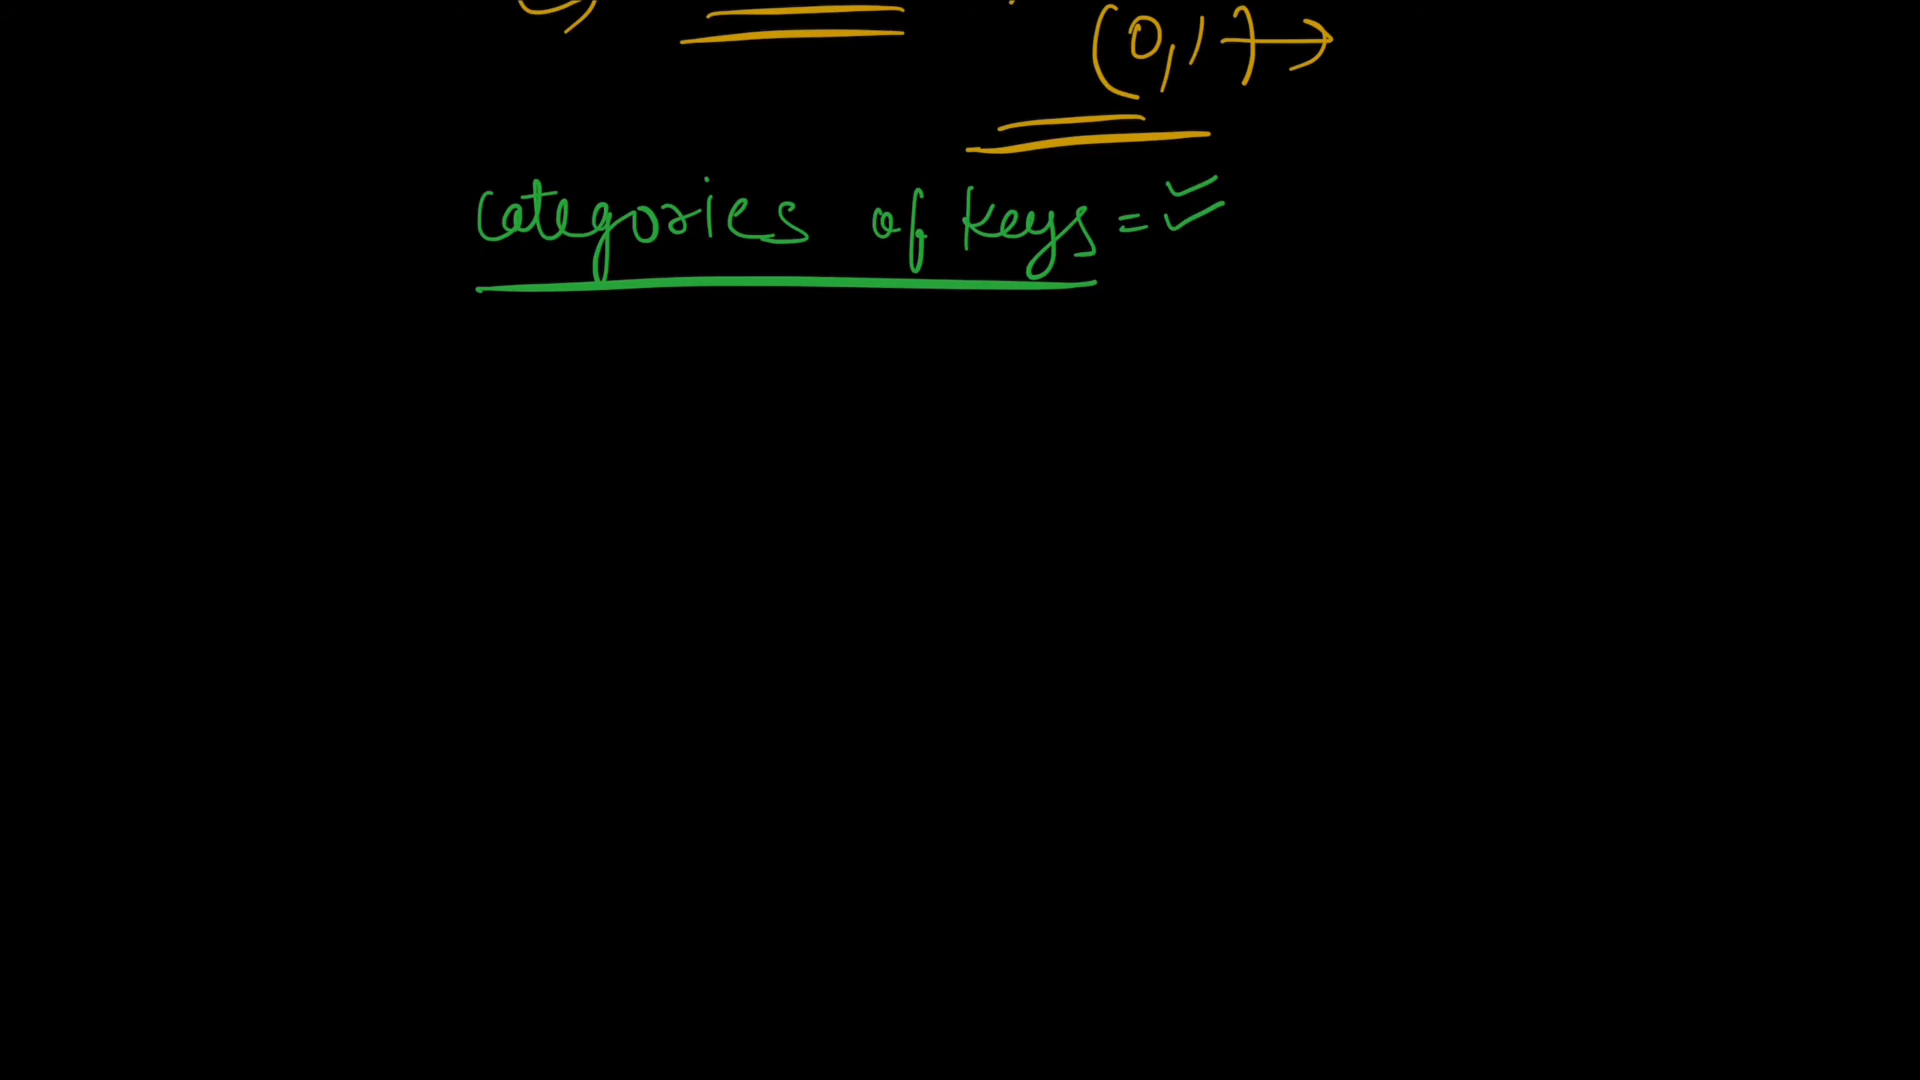 (0,1) →
Categories of keys =